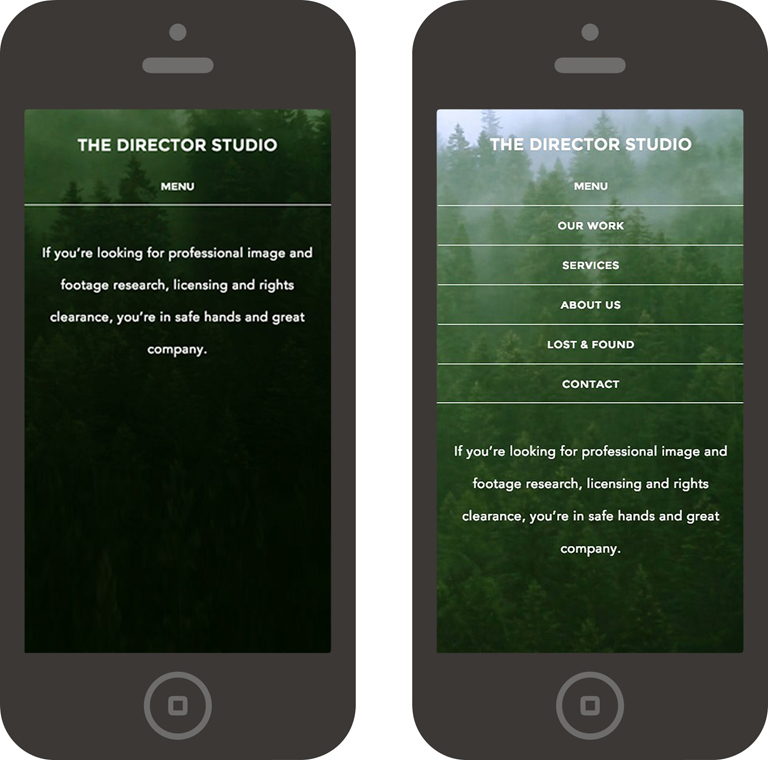 THE DIRECTOR STUDIO
MENU
If you’re looking for professional image and
footage research, licensing and rights
clearance, you’re in safe hands and great
company.
THE DIRECTOR STUDIO
MENU
OUR WORK
SERVICES
ABOUT US
LOST & FOUND
CONTACT
If you’re looking for professional image and
footage research, licensing and rights
clearance, you’re in safe hands and great
company.